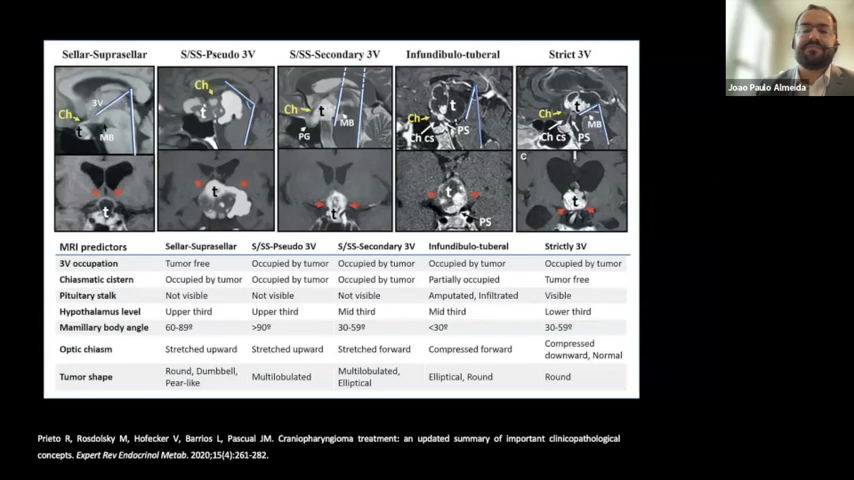 Joao Paulo Almeida
Sellar-Suprasellar S/SS-Pseudo 3V S/SS-Secondary 3V Infundibulo-tuberal Strict 3V
3V Ch t MB
Ch t
Ch t MB PG
t Ch Ch cs PS
t Ch MB Ch cs PS
t
t
t
t PS
C t
MRI predictors Sellar-Suprasellar S/SS-Pseudo 3V S/SS-Secondary 3V Infundibulo-tuberal Strictly 3V
3V occupation Tumor free Occupied by tumor Occupied by tumor Occupied by tumor Occupied by tumor
Chiasmatic cistern Occupied by tumor Occupied by tumor Occupied by tumor Partially occupied Tumor free
Pituitary stalk Not visible Not visible Not visible Amputated, Infiltrated Visible
Hypothalamus level Upper third Upper third Mid third Mid third Lower third
Mamillary body angle 60-89º >90º 30-59º <30º 30-59º
Optic chiasm Stretched upward Stretched upward Stretched forward Compressed forward Compressed
downward, Normal
Tumor shape Round, Dumbbell, Multilobulated Multilobulated, Elliptical, Round Round
Pear-like Elliptical
Prieto R, Rosdolsky M, Hofecker V, Barrios L, Pascual JM. Craniopharyngioma treatment: an updated summary of important clinicopathological
concepts. Expert Rev Endocrinol Metab. 2020;15(4):261-282.